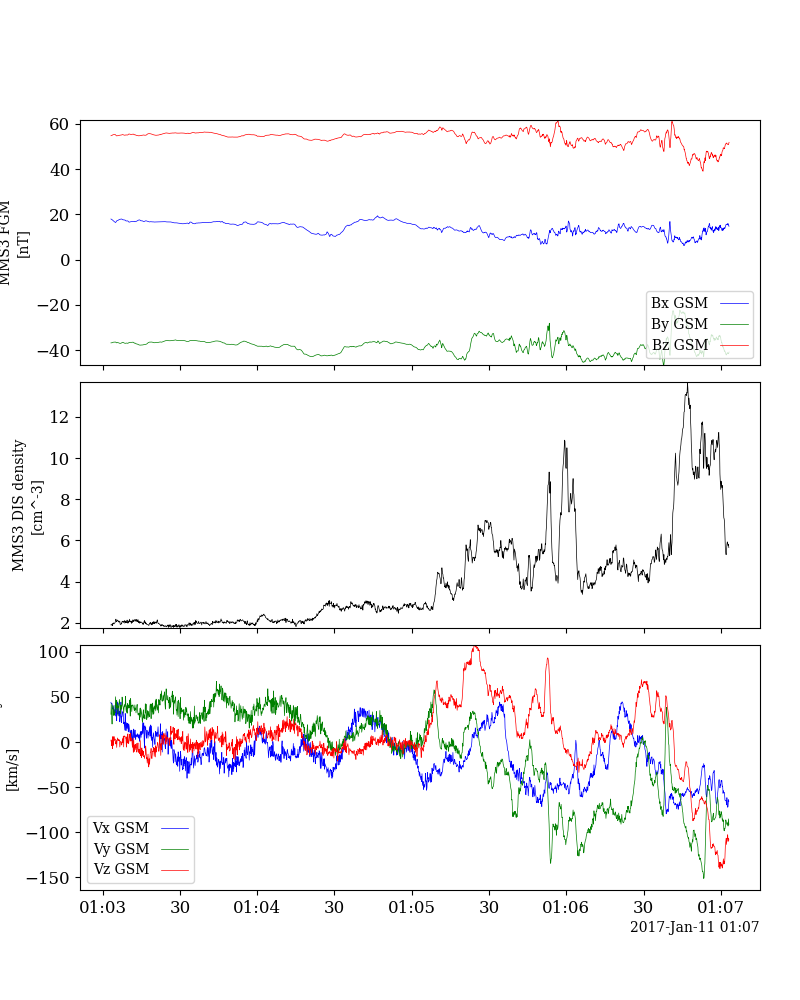 60
40
20
0
−20
−40
MMS3 FGM
[nT]
Bx GSM
By GSM
Bz GSM
12
10
8
6
4
2
MMS3 DIS density
[cm^-3]
100
50
0
−50
−100
−150
[km/s]
Vx GSM
Vy GSM
Vz GSM
01:03 30 01:04 30 01:05 30 01:06 30 01:07
2017-Jan-11 01:07